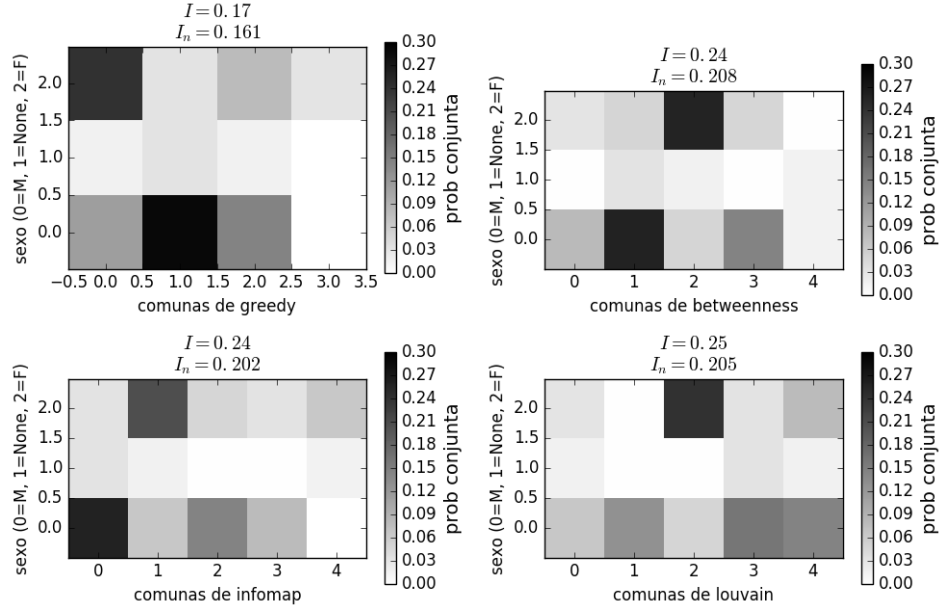 I = 0.17
I_n = 0.161
sexo (0=M, 1=None, 2=F)
2.0
1.5
1.0
0.5
0.0
−0.5 0.0 0.5 1.0 1.5 2.0 2.5 3.0 3.5
comunas de greedy
0.30
0.27
0.24
0.21
0.18
0.15
0.12
0.09
0.06
0.03
0.00
prob conjunta
I = 0.24
I_n = 0.208
sexo (0=M, 1=None, 2=F)
2.0
1.5
1.0
0.5
0.0
0 1 2 3 4
comunas de betweenness
0.30
0.27
0.24
0.21
0.18
0.15
0.12
0.09
0.06
0.03
0.00
prob conjunta
I = 0.24
I_n = 0.202
sexo (0=M, 1=None, 2=F)
2.0
1.5
1.0
0.5
0.0
0 1 2 3 4
comunas de infomap
0.30
0.27
0.24
0.21
0.18
0.15
0.12
0.09
0.06
0.03
0.00
prob conjunta
I = 0.25
I_n = 0.205
sexo (0=M, 1=None, 2=F)
2.0
1.5
1.0
0.5
0.0
0 1 2 3 4
comunas de louvain
0.30
0.27
0.24
0.21
0.18
0.15
0.12
0.09
0.06
0.03
0.00
prob conjunta